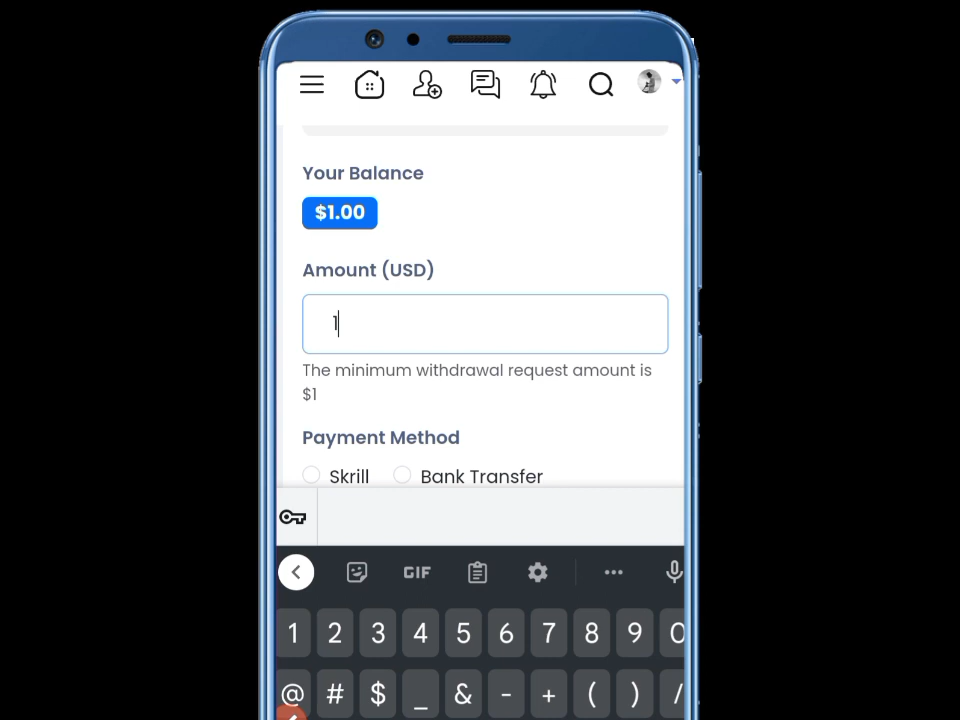 Your Balance
$1.00
Amount (USD)
1
The minimum withdrawal request amount is
$1
Payment Method
Skrill Bank Transfer
GIF
1 2 3 4 5 6 7 8 9 0
@ # $ _ & - + ( ) /